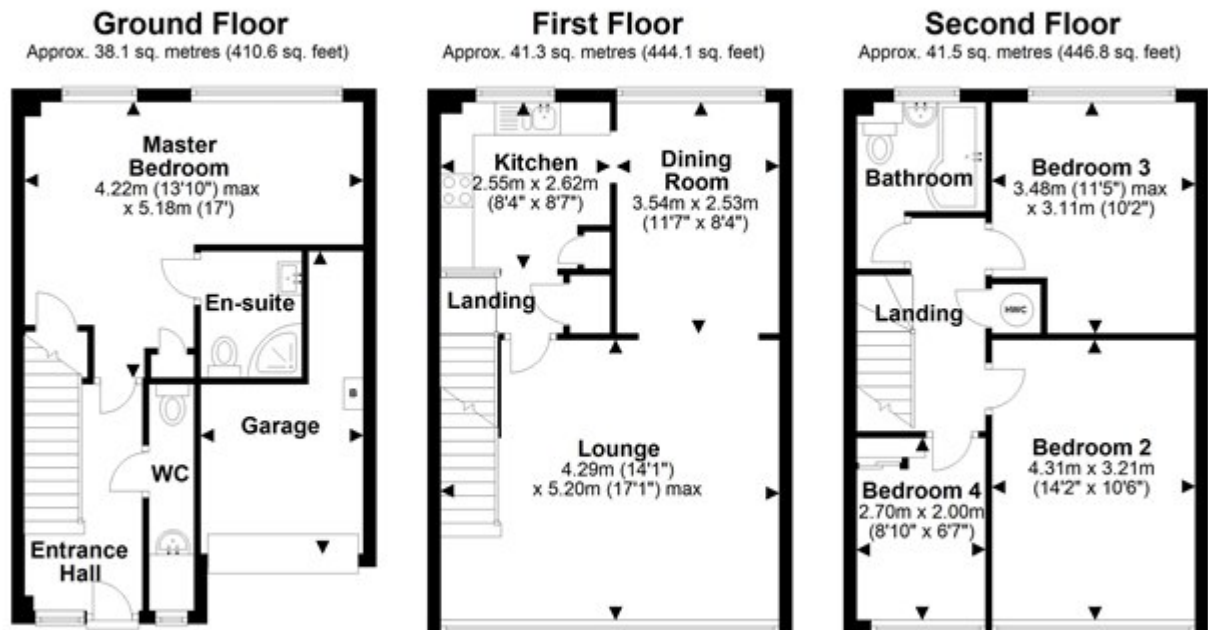 Ground Floor
Approx. 38.1 sq. metres (410.6 sq. feet)
Master
Bedroom
4.22m (13'10") max
x 5.18m (17')
En-suite
Garage
B
WC
Entrance
Hall
First Floor
Approx. 41.3 sq. metres (444.1 sq. feet)
Kitchen
2.55m x 2.62m
(8'4" x 8'7")
Dining
Room
3.54m x 2.53m
(11'7" x 8'4")
Landing
Lounge
4.29m (14'1")
x 5.20m (17'1") max
Second Floor
Approx. 41.5 sq. metres (446.8 sq. feet)
Bathroom
Bedroom 3
3.48m (11'5") max
x 3.11m (10'2")
Landing
HWC
Bedroom 2
4.31m x 3.21m
(14'2" x 10'6")
Bedroom 4
2.70m x 2.00m
(8'10" x 6'7")